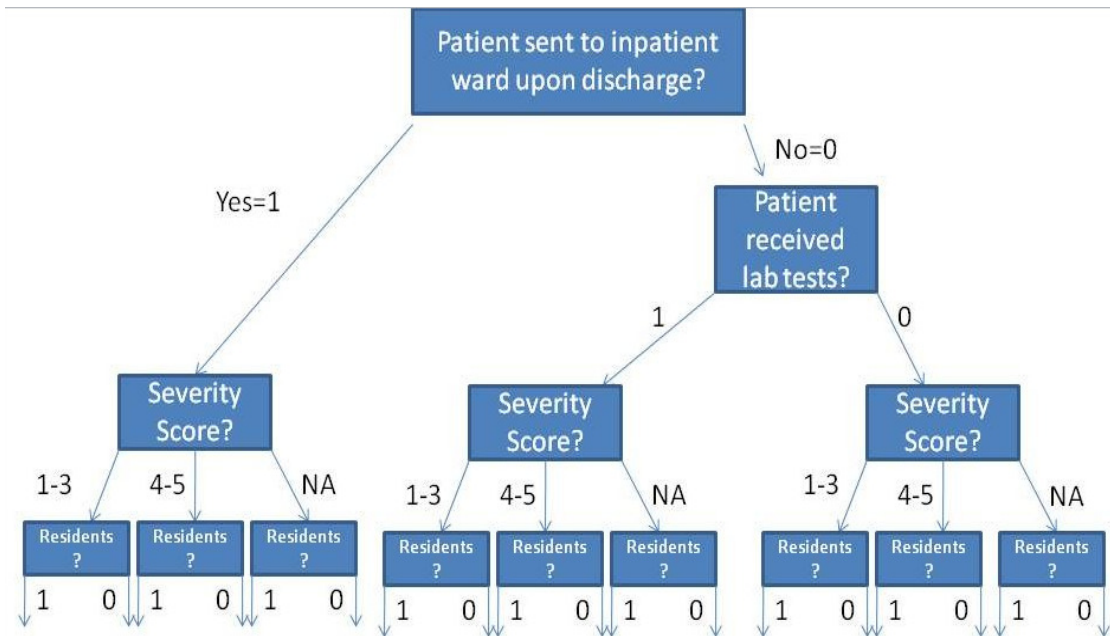 Patient sent to inpatient
ward upon discharge?
No=0
Yes=1
Patient
received
lab tests?
1
0
Severity
Score?
Severity
Score?
Severity
Score?
1-3
4-5
NA
1-3
4-5
NA
1-3
4-5
NA
Residents
?
Residents
?
Residents
?
Residents
?
Residents
?
Residents
?
Residents
?
Residents
?
Residents
?
1 0
1 0
1 0
1 0
1 0
1 0
1 0
1 0
1 0